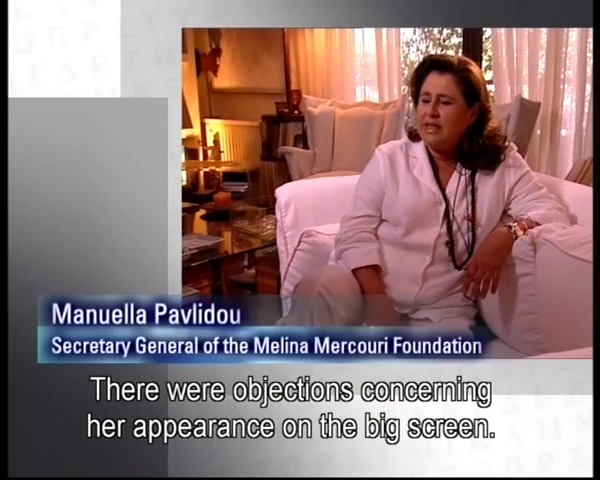 Manuella Pavlidou
Secretary General of the Melina Mercouri Foundation
There were objections concerning
her appearance on the big screen.